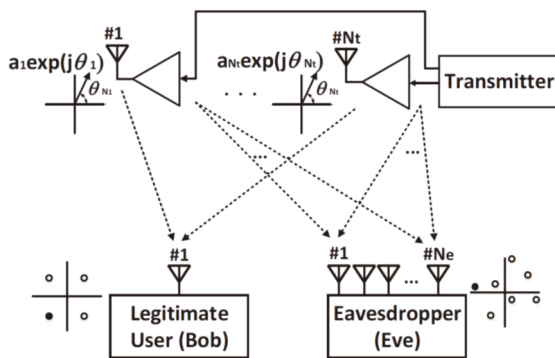 #1
#Nt
a1exp(jθ1)
aNtexp(jθNt)
Transmitter
θN1
. . .
θNt
...
...
#1
#1
#Ne
...
Legitimate
User (Bob)
Eavesdropper
(Eve)